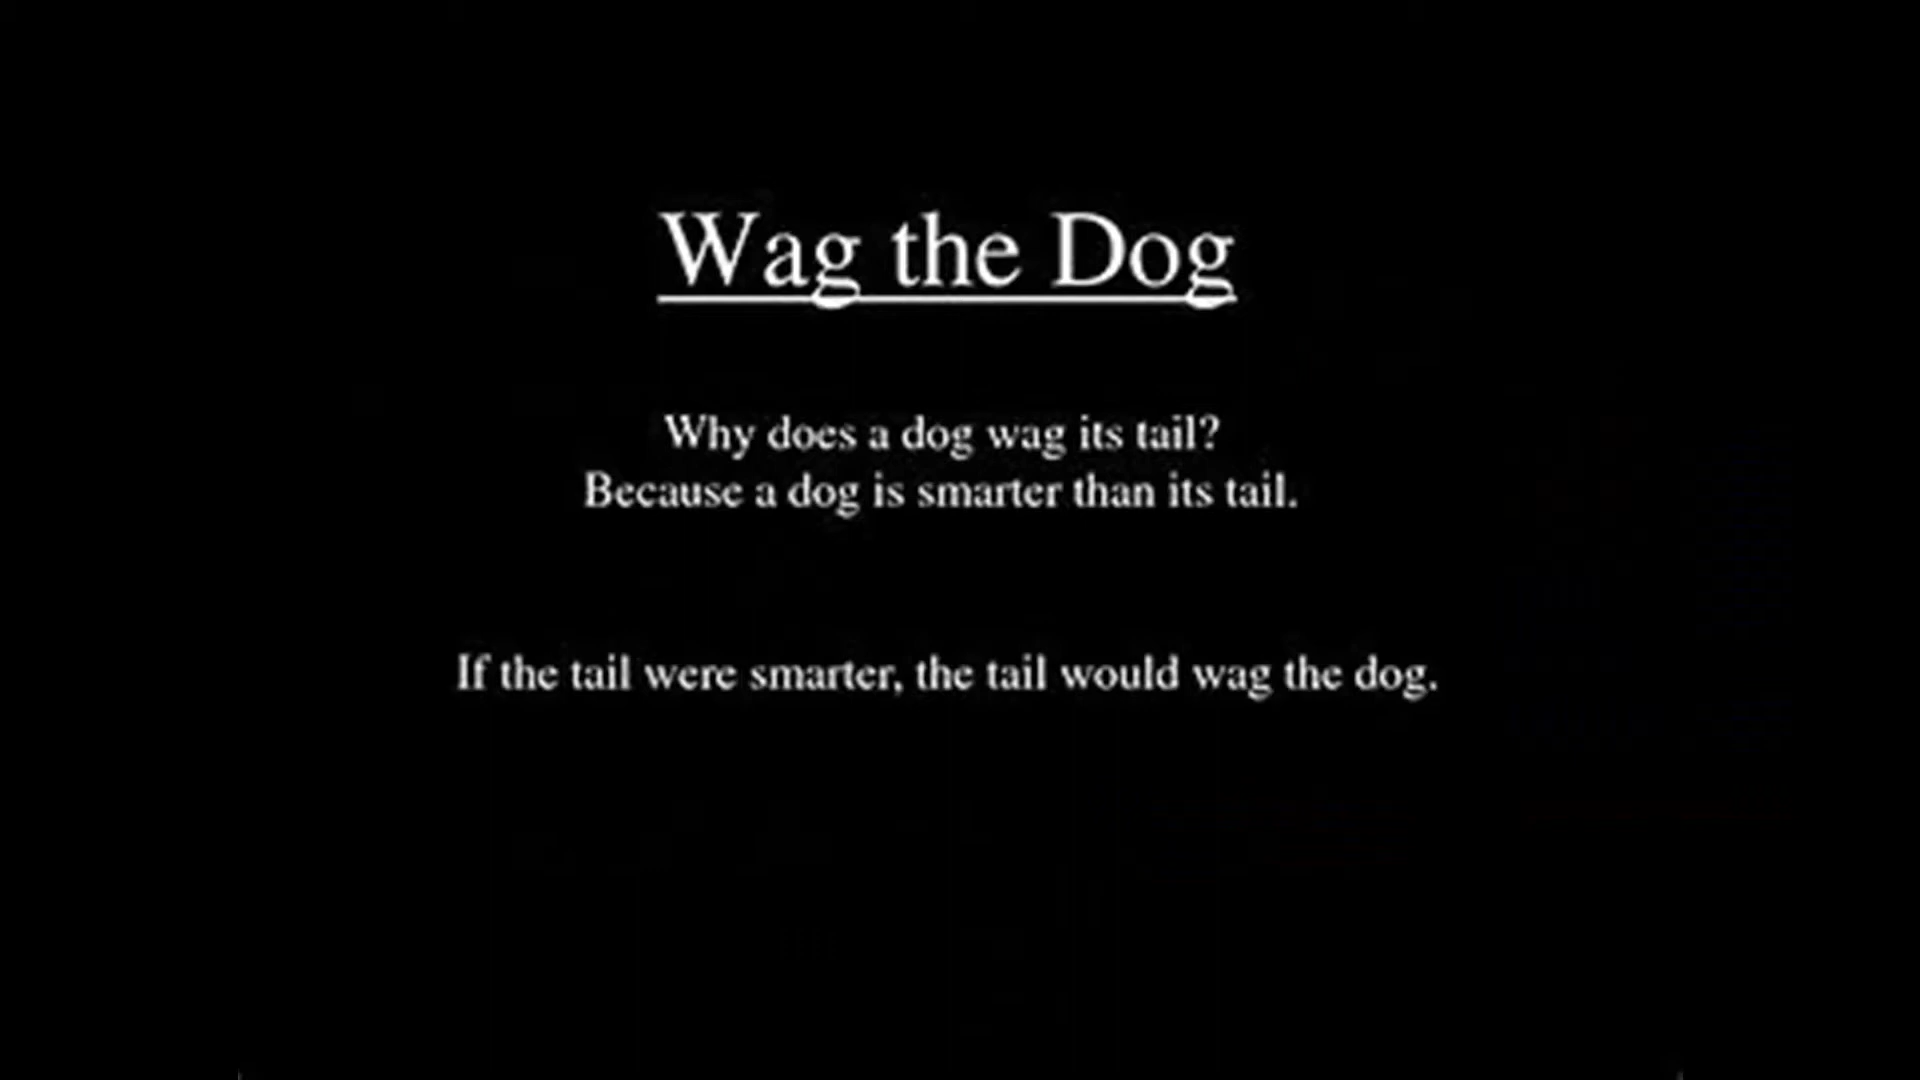 Wag the Dog
Why does a dog wag its tail?
Because a dog is smarter than its tail.
If the tail were smarter, the tail would wag the dog.